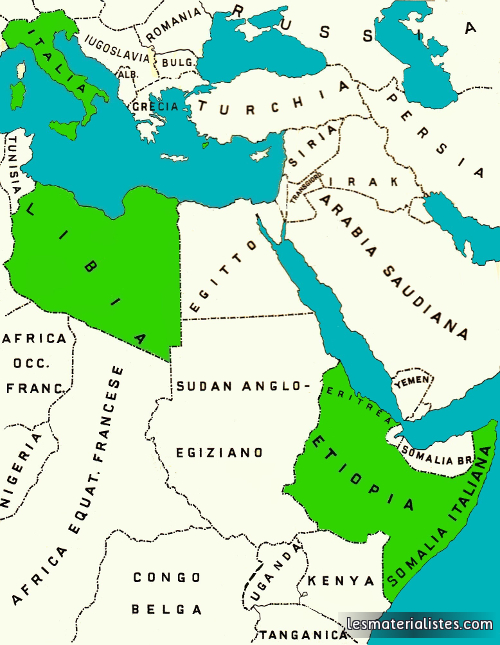 RUSSIA
ROMANIA
ITALIA
IUGOSLAVIA
BULG.
ALB.
GRECIA
TURCHIA
PERSIA
SIRIA
TUNISIA
IRAK
LIBIA
ARABIA SAUDIANA
EGITTO
AFRICA
OCC.
FRANC.
AFRICA EQUAT. FRANCESE
SUDAN ANGLO-
EGIZIANO
YEMEN
ERITREA
ETIOPIA
SOMALIA BR.
SOMALIA ITALIANA
NIGERIA
CONGO
BELGA
UGANDA
KENYA
TANGANICA
lesmaterialistes.com